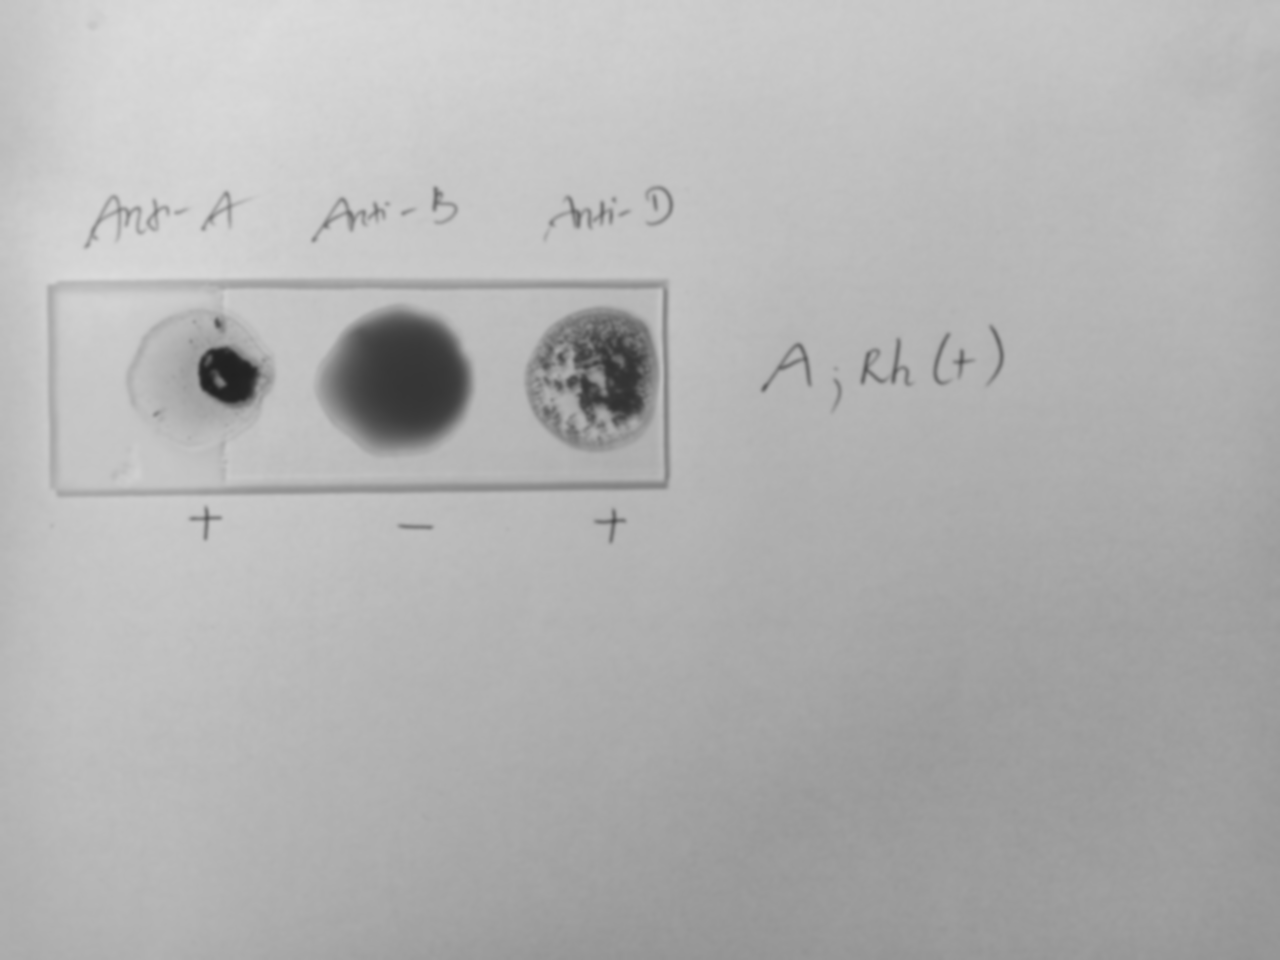 Anti-A Anti-B Anti-D
A; Rh (+)
+ - +